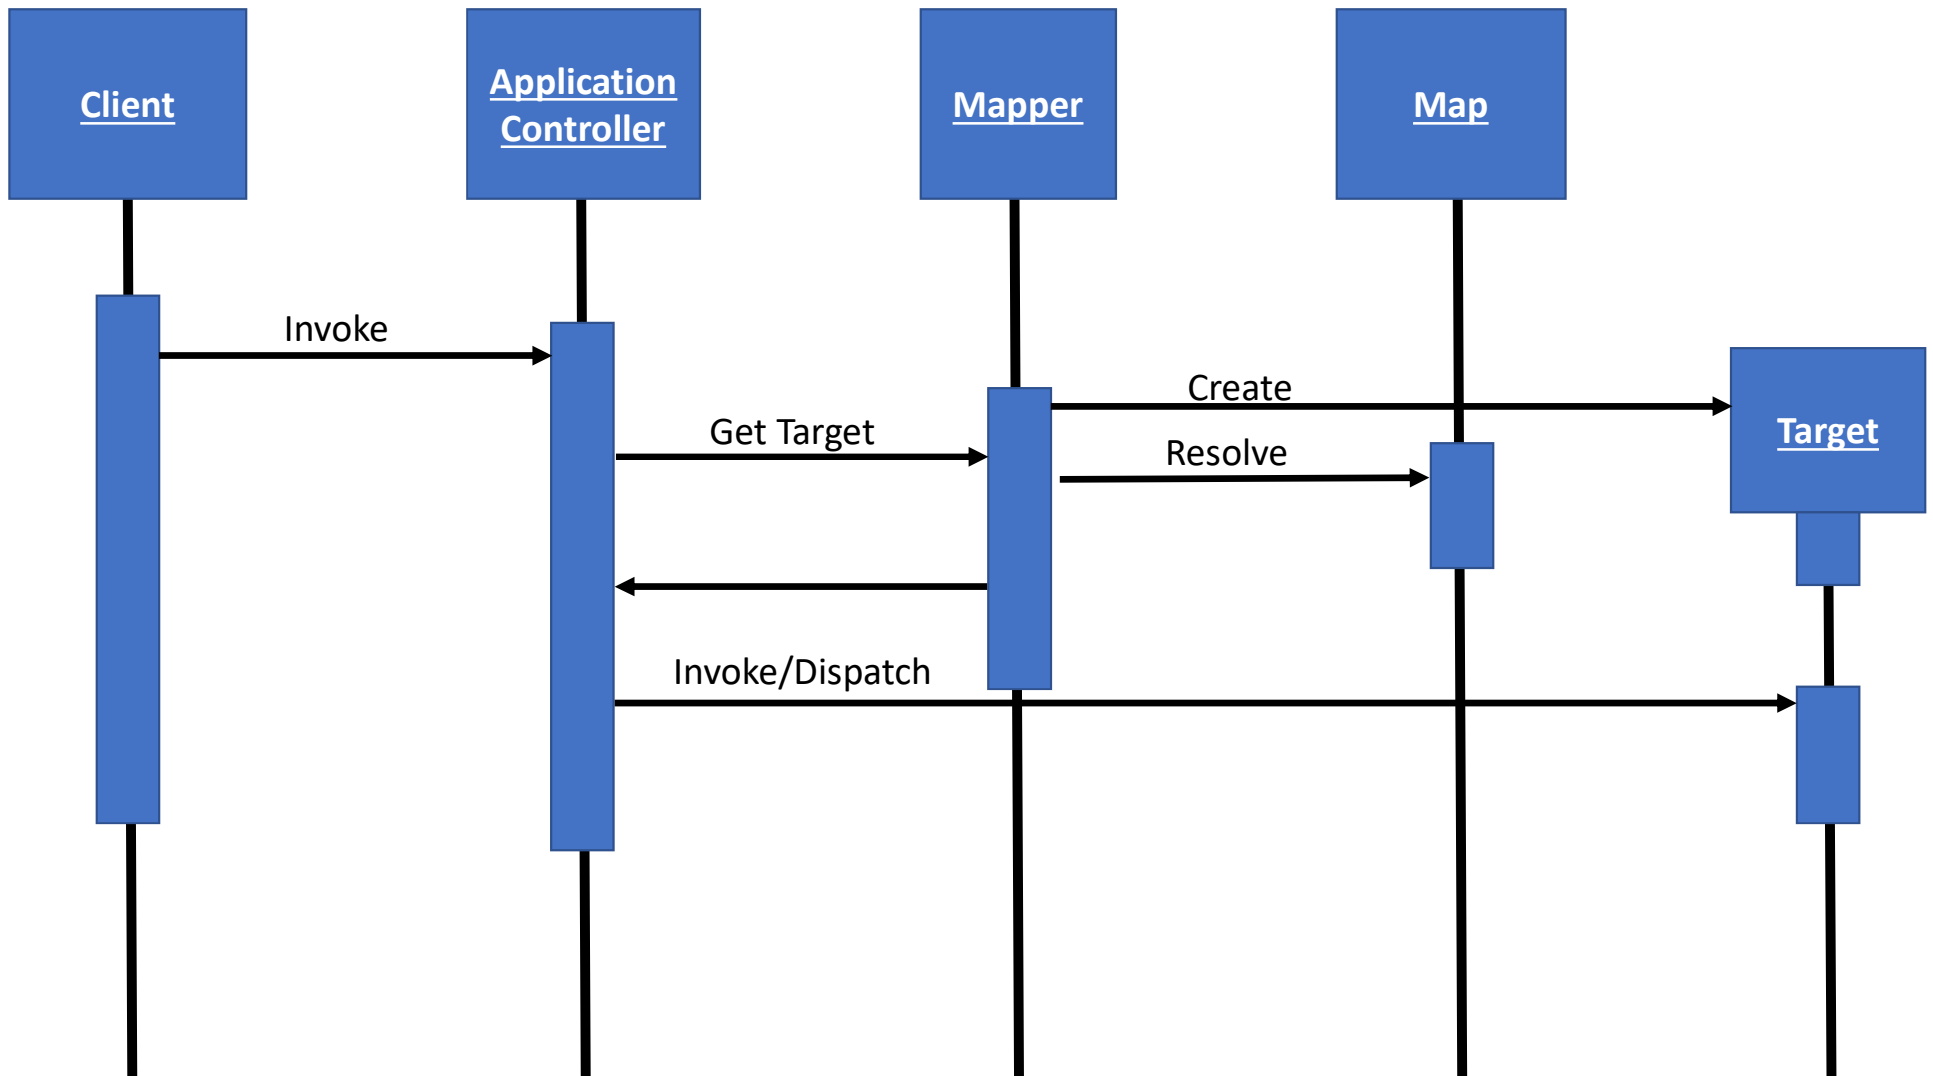 Client
Application
Controller
Mapper
Map
Invoke
Create
Get Target
Resolve
Target
Invoke/Dispatch